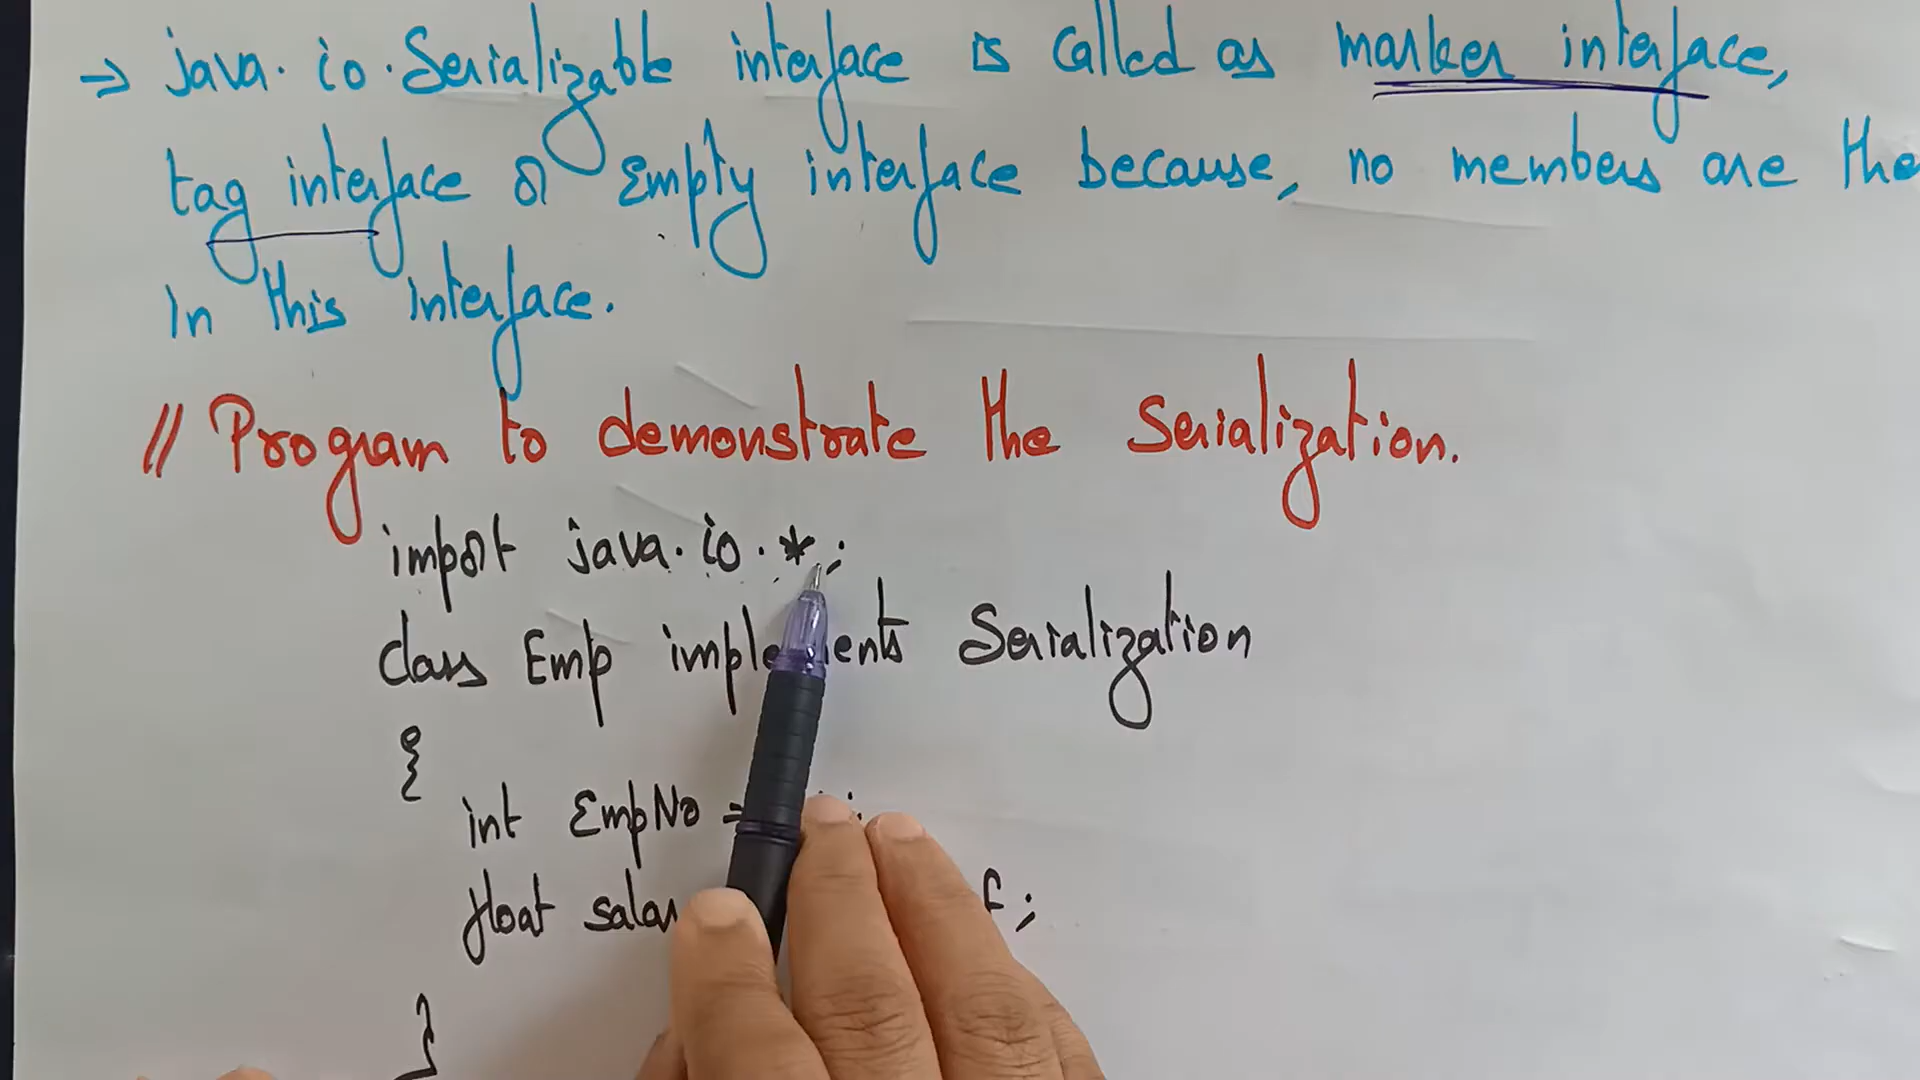 → java.io.Serializable interface is called as marker interface,
tag interface or Empty interface because, no members are the
in this interface.
// Program to demonstrate the Serialization.
import java.io.*;
class Emp implements Serialization
{
int EmpNo =
float salar f;
}